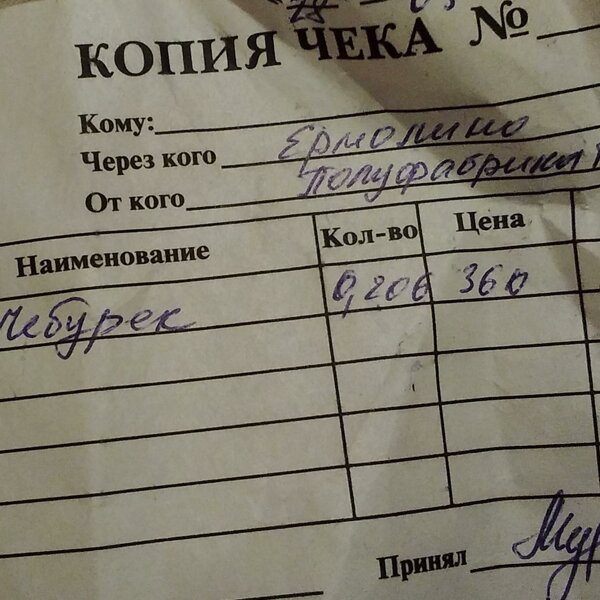 КОПИЯ ЧЕКА №
Кому:
Через кого Ермолино
От кого Полуфабрикат
Наименование Кол-во Цена
Чебурек 0,206 360
Принял